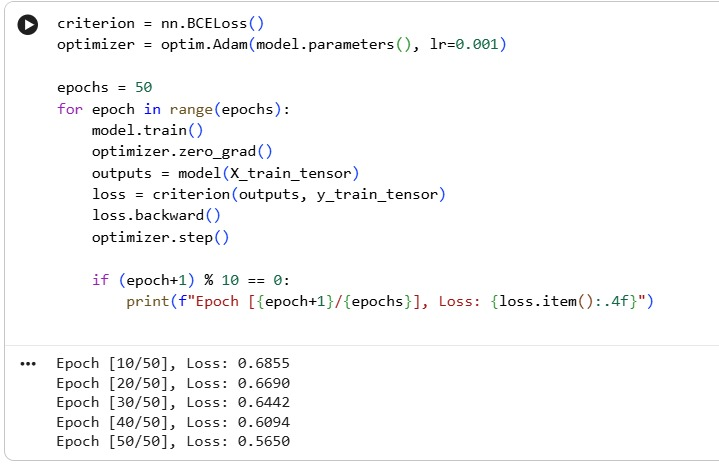 criterion = nn.BCELoss()
optimizer = optim.Adam(model.parameters(), lr=0.001)

epochs = 50
for epoch in range(epochs):
    model.train()
    optimizer.zero_grad()
    outputs = model(X_train_tensor)
    loss = criterion(outputs, y_train_tensor)
    loss.backward()
    optimizer.step()

    if (epoch+1) % 10 == 0:
        print(f"Epoch [{epoch+1}/{epochs}], Loss: {loss.item():.4f}")

Epoch [10/50], Loss: 0.6855
Epoch [20/50], Loss: 0.6690
Epoch [30/50], Loss: 0.6442
Epoch [40/50], Loss: 0.6094
Epoch [50/50], Loss: 0.5650